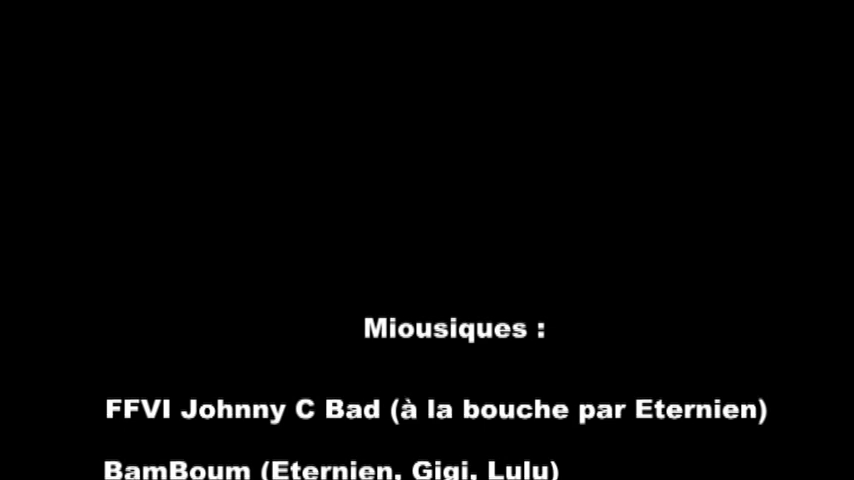 Miousiques :
FFVI Johnny C Bad (à la bouche par Eternien)
BamBoum (Eternien, Gigi, Lulu)